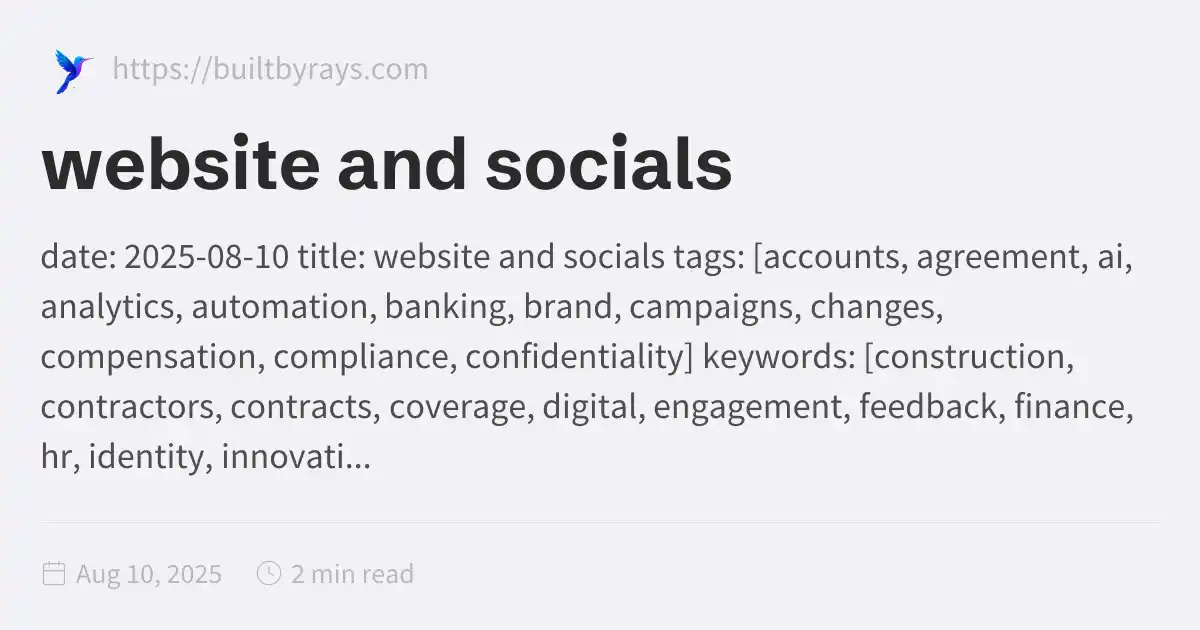 https://builtbyrays.com
website and socials
date: 2025-08-10 title: website and socials tags: [accounts, agreement, ai,
analytics, automation, banking, brand, campaigns, changes,
compensation, compliance, confidentiality] keywords: [construction,
contractors, contracts, coverage, digital, engagement, feedback, finance,
hr, identity, innovati...
Aug 10, 2025 2 min read